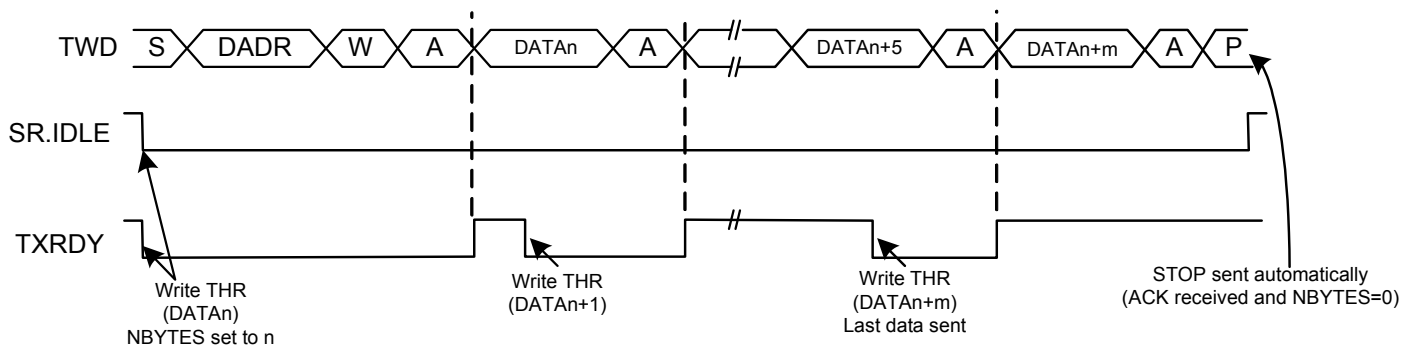 TWD S DADR W A DATAn A DATAn+5 A DATAn+m A P
SR.IDLE
TXRDY
Write THR
(DATAn)
NBYTES set to n
Write THR
(DATAn+1)
Write THR
(DATAn+m)
Last data sent
STOP sent automatically
(ACK received and NBYTES=0)